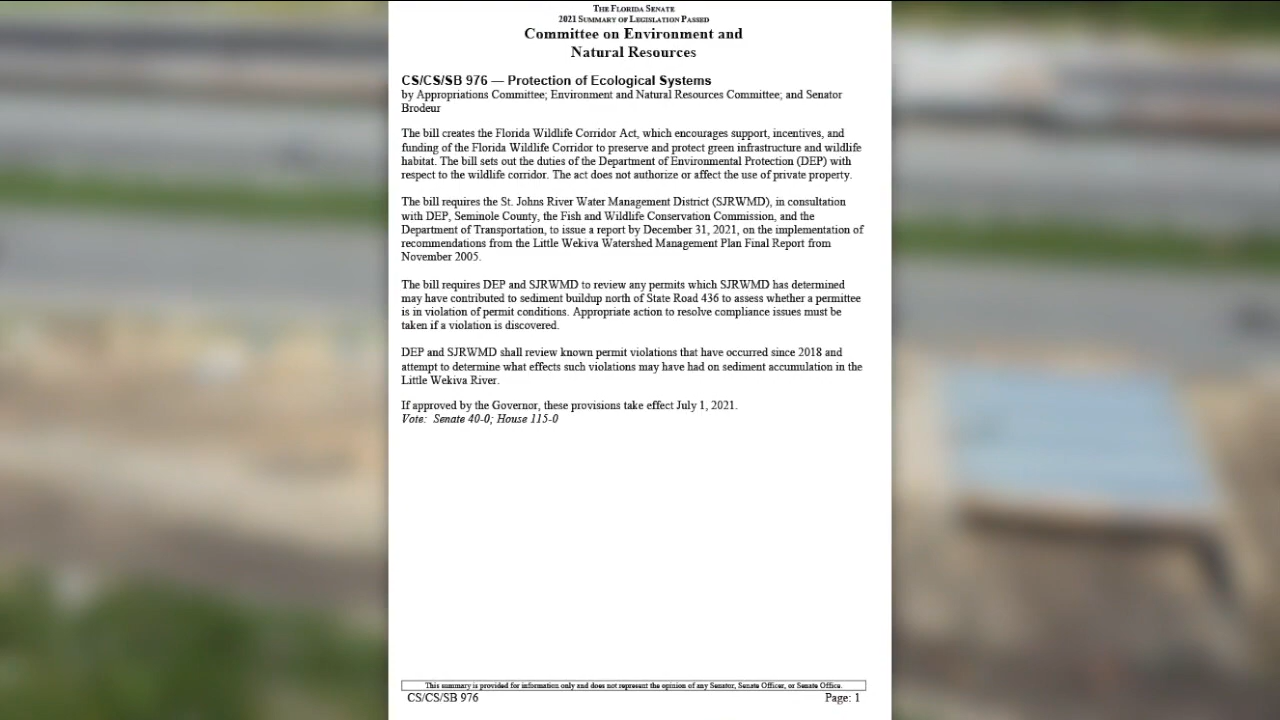 THE FLORIDA SENATE
2021 SUMMARY OF LEGISLATION PASSED
Committee on Environment and
Natural Resources
CS/CS/SB 976 — Protection of Ecological Systems
by Appropriations Committee; Environment and Natural Resources Committee; and Senator
Brodeur
The bill creates the Florida Wildlife Corridor Act, which encourages support, incentives, and
funding of the Florida Wildlife Corridor to preserve and protect green infrastructure and wildlife
habitat. The bill sets out the duties of the Department of Environmental Protection (DEP) with
respect to the wildlife corridor. The act does not authorize or affect the use of private property.
The bill requires the St. Johns River Water Management District (SJRWMD), in consultation
with DEP, Seminole County, the Fish and Wildlife Conservation Commission, and the
Department of Transportation, to issue a report by December 31, 2021, on the implementation of
recommendations from the Little Wekiva Watershed Management Plan Final Report from
November 2005.
The bill requires DEP and SJRWMD to review any permits which SJRWMD has determined
may have contributed to sediment buildup north of State Road 436 to assess whether a permittee
is in violation of permit conditions. Appropriate action to resolve compliance issues must be
taken if a violation is discovered.
DEP and SJRWMD shall review known permit violations that have occurred since 2018 and
attempt to determine what effects such violations may have had on sediment accumulation in the
Little Wekiva River.
If approved by the Governor, these provisions take effect July 1, 2021.
Vote: Senate 40-0; House 115-0
This summary is provided for information only and does not represent the opinion of any Senator, Senate Officer, or Senate Office.
CS/CS/SB 976
Page: 1